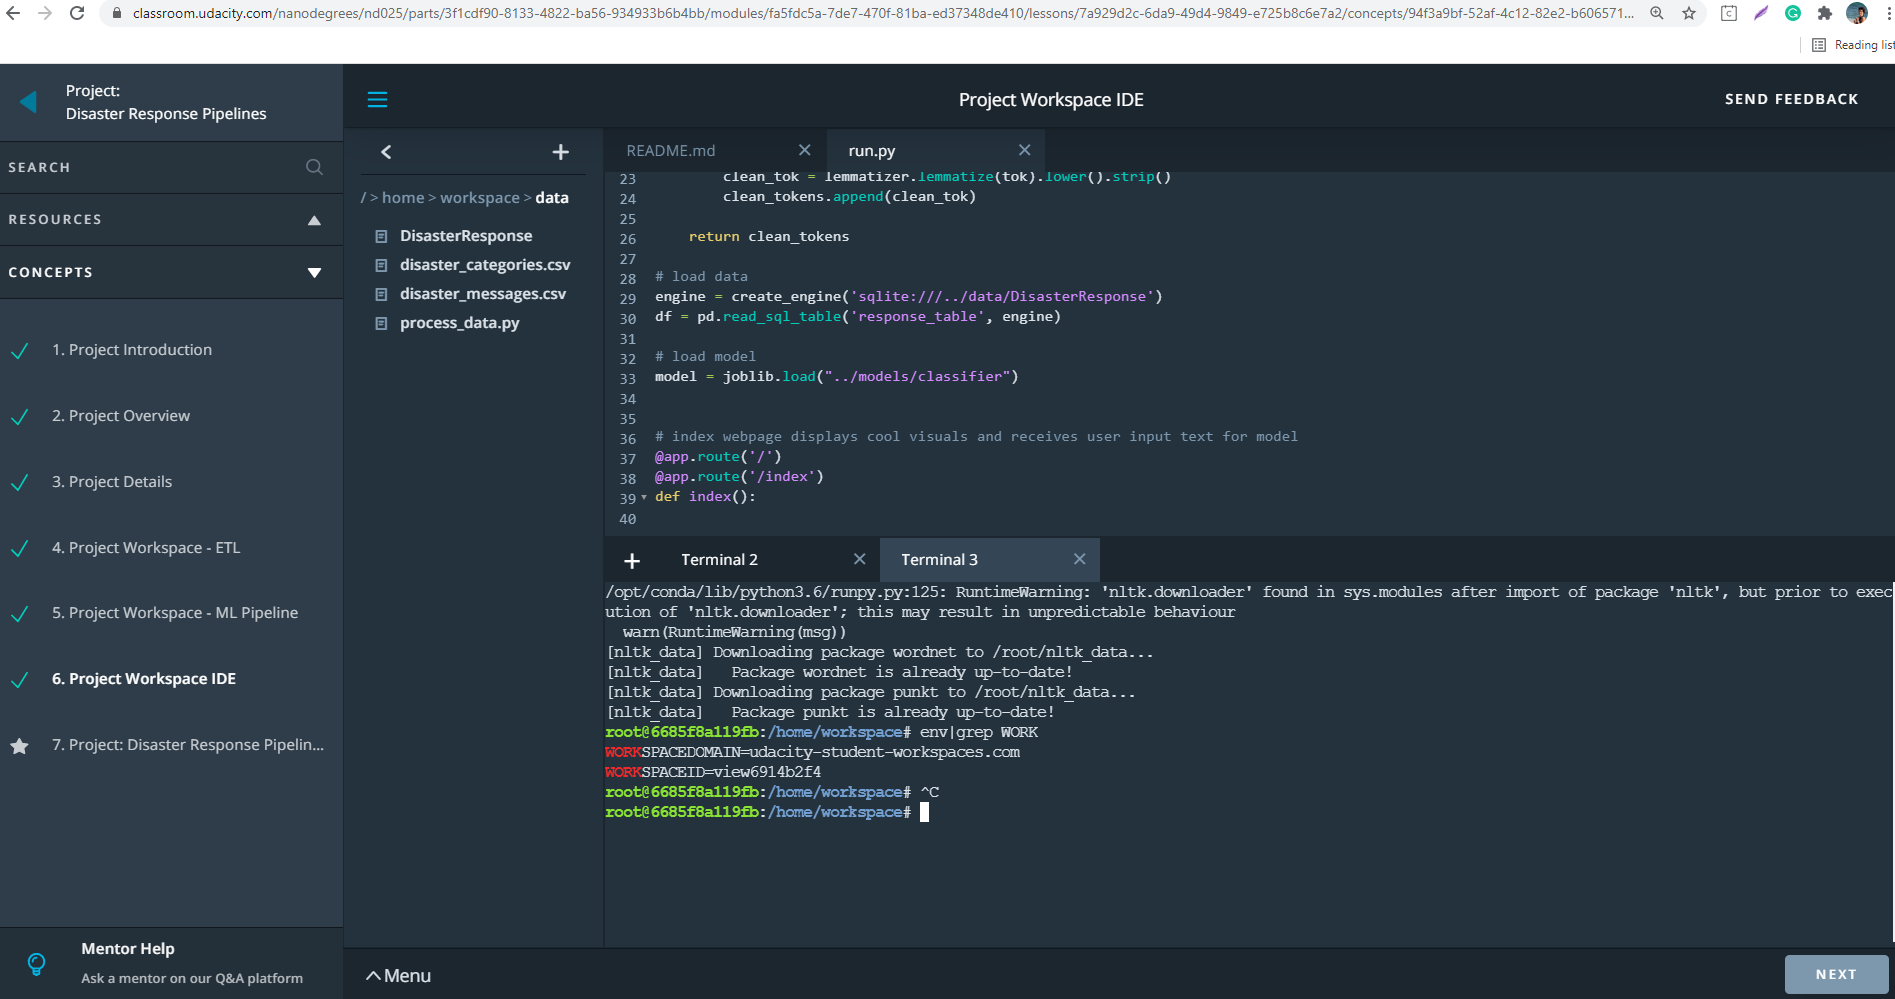 classroom.udacity.com/nanodegrees/nd025/parts/3f1cdf90-8133-4822-ba56-934933b6b4bb/modules/fa5fdc5a-7de7-470f-81ba-ed37348de410/lessons/7a929d2c-6da9-49d4-9849-e725b8c6e7a2/concepts/94f3a9bf-52af-4c12-82e2-b606571...
Reading list
Project:
Disaster Response Pipelines
SEARCH
RESOURCES
CONCEPTS
1. Project Introduction
2. Project Overview
3. Project Details
4. Project Workspace - ETL
5. Project Workspace - ML Pipeline
6. Project Workspace IDE
7. Project: Disaster Response Pipelin...
Mentor Help
Ask a mentor on our Q&A platform
Project Workspace IDE
SEND FEEDBACK
/ > home > workspace > data
DisasterResponse
disaster_categories.csv
disaster_messages.csv
process_data.py
README.md
run.py
23 clean_tok = lemmatizer.lemmatize(tok).lower().strip()
24 clean_tokens.append(clean_tok)
25
26 return clean_tokens
27
28 # load data
29 engine = create_engine('sqlite:///../data/DisasterResponse')
30 df = pd.read_sql_table('response_table', engine)
31
32 # load model
33 model = joblib.load("../models/classifier")
34
35
36 # index webpage displays cool visuals and receives user input text for model
37 @app.route('/')
38 @app.route('/index')
39 def index():
40
Terminal 2
Terminal 3
/opt/conda/lib/python3.6/runpy.py:125: RuntimeWarning: 'nltk.downloader' found in sys.modules after import of package 'nltk', but prior to exec
ution of 'nltk.downloader'; this may result in unpredictable behaviour
warn(RuntimeWarning(msg))
[nltk_data] Downloading package wordnet to /root/nltk_data...
[nltk_data] Package wordnet is already up-to-date!
[nltk_data] Downloading package punkt to /root/nltk_data...
[nltk_data] Package punkt is already up-to-date!
root@6685f8a119fb:/home/workspace# env|grep WORK
WORKSPACEDOMAIN=udacity-student-workspaces.com
WORKSPACEID=view6914b2f4
root@6685f8a119fb:/home/workspace# ^C
root@6685f8a119fb:/home/workspace#
Menu
NEXT